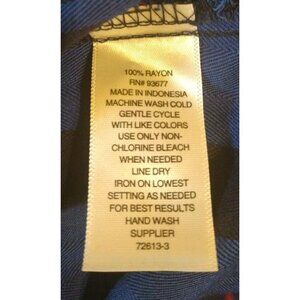 100% RAYON
RN# 93677
MADE IN INDONESIA
MACHINE WASH COLD
GENTLE CYCLE
WITH LIKE COLORS
USE ONLY NON-
CHLORINE BLEACH
WHEN NEEDED
LINE DRY
IRON ON LOWEST
SETTING AS NEEDED
FOR BEST RESULTS
HAND WASH
SUPPLIER
72613-3